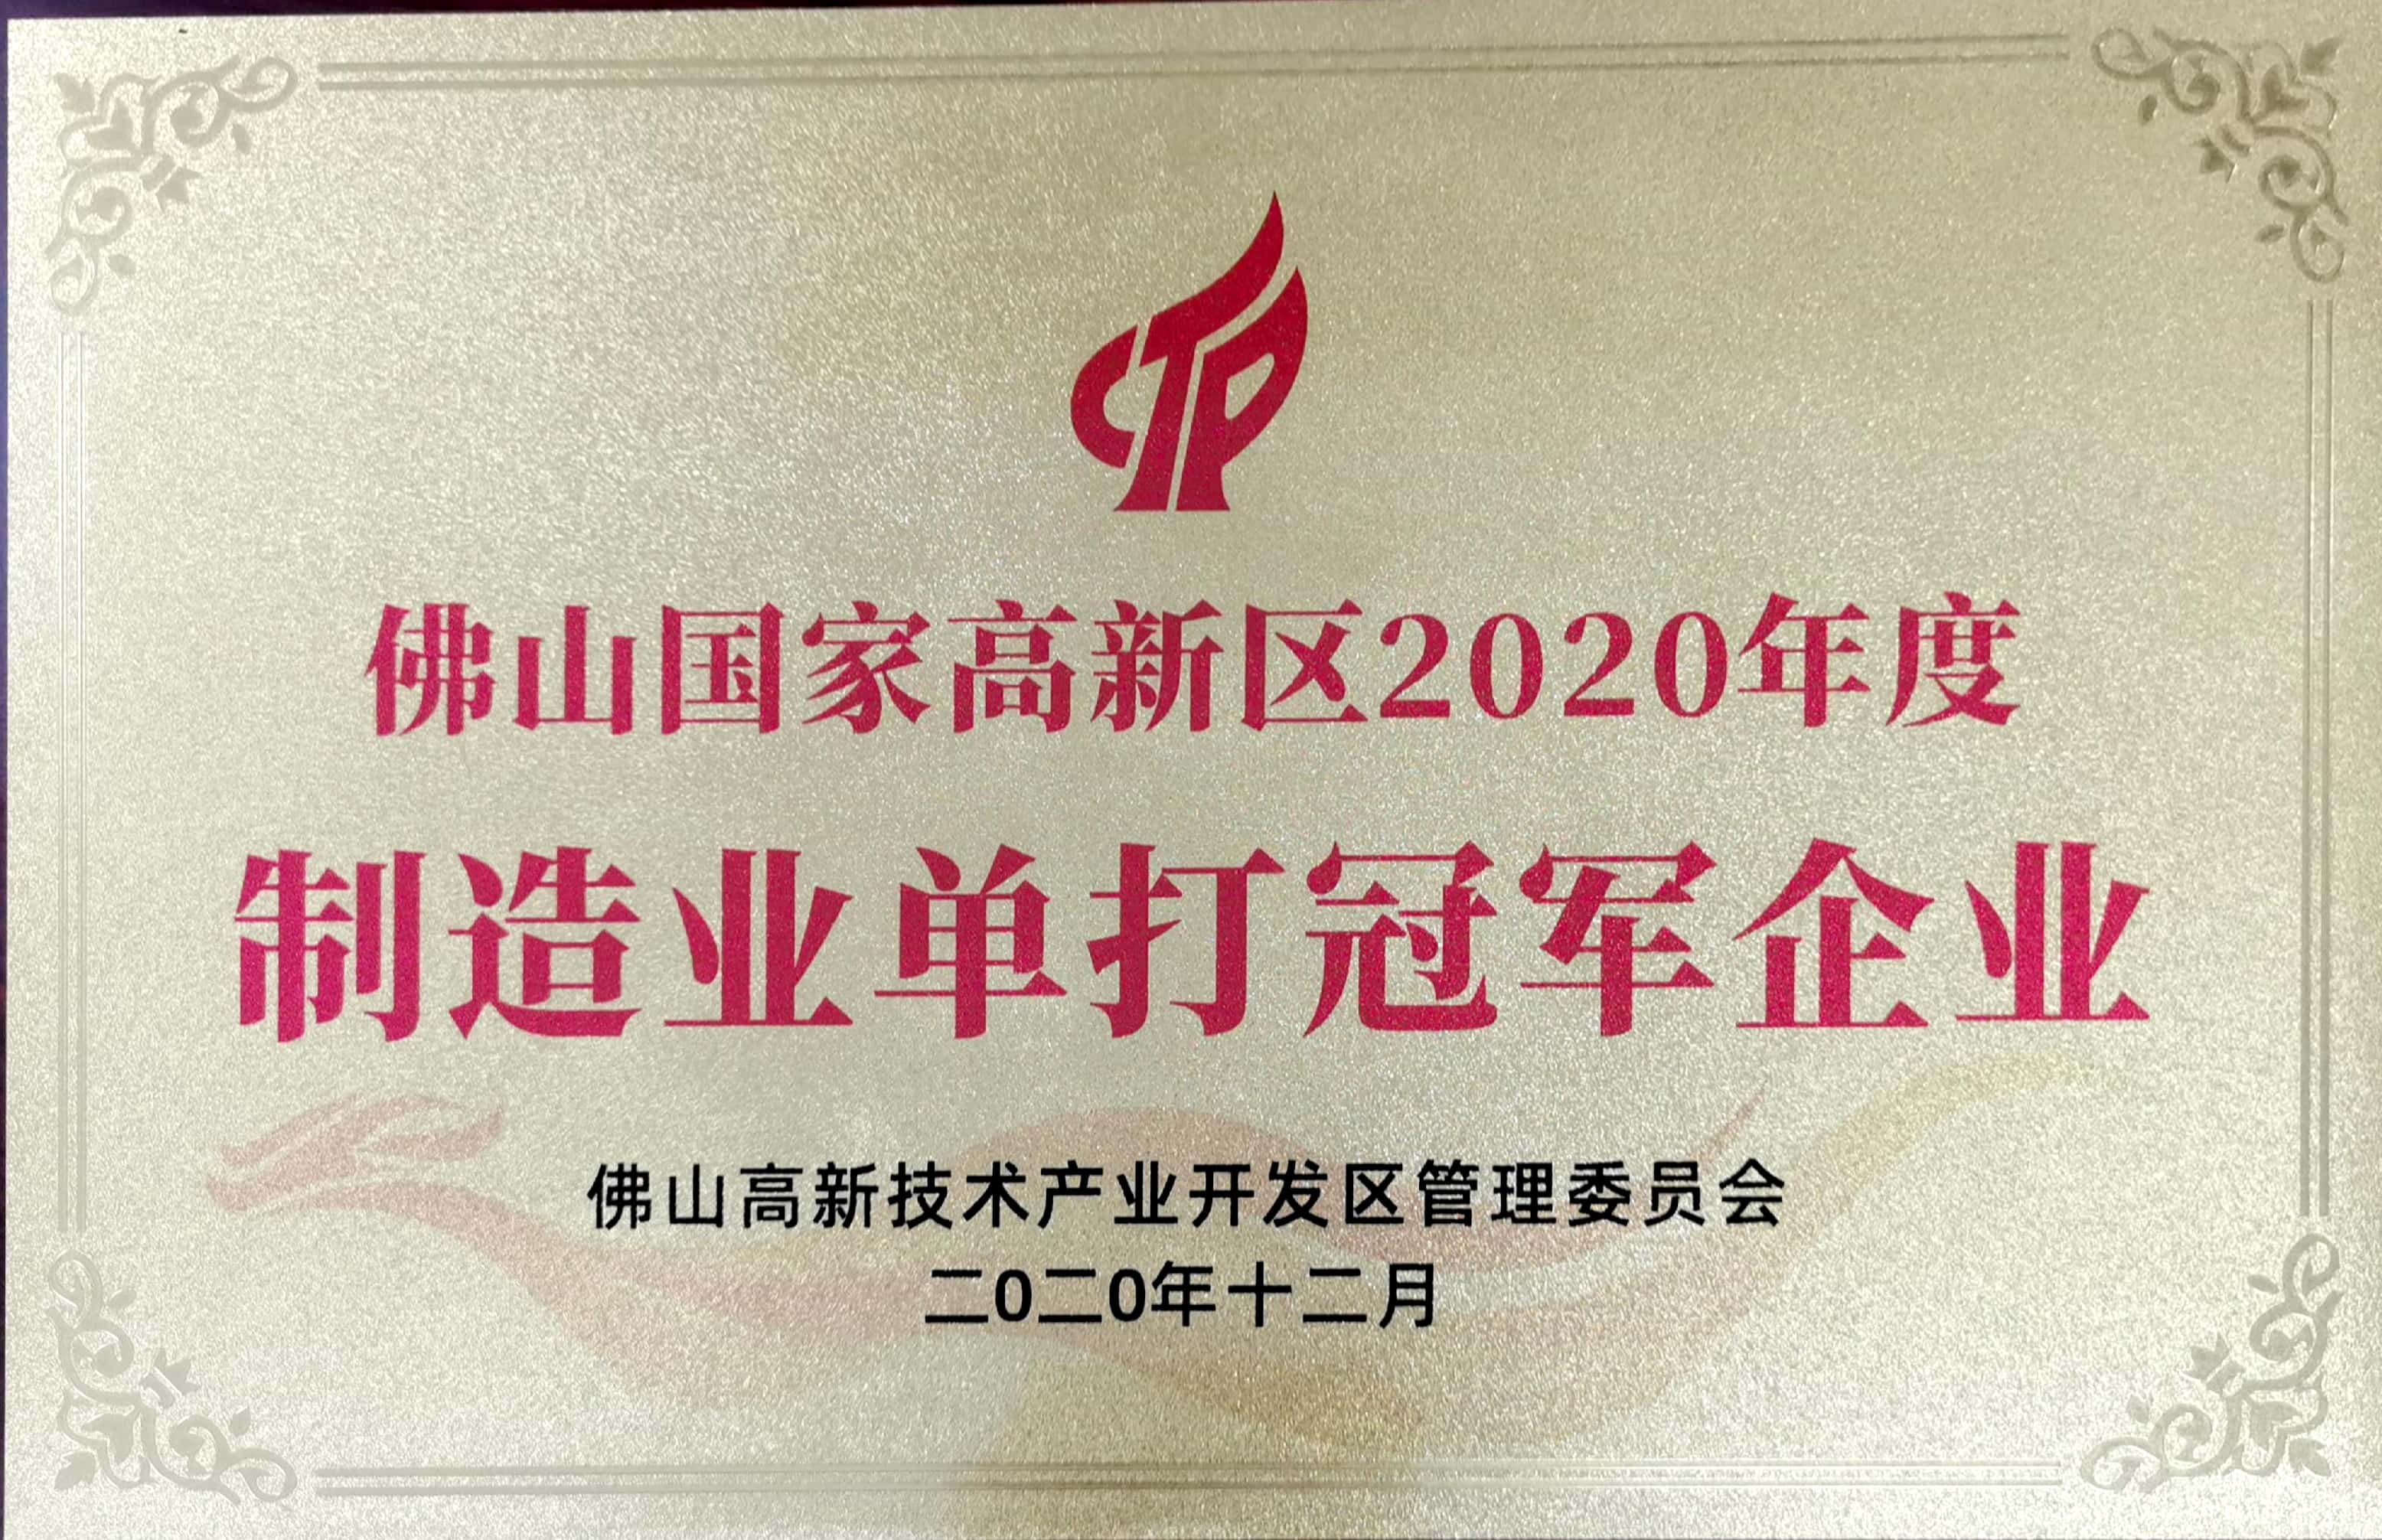 佛山国家高新区2020年度
制造业单打冠军企业
佛山高新技术产业开发区管理委员会
二0二0年十二月